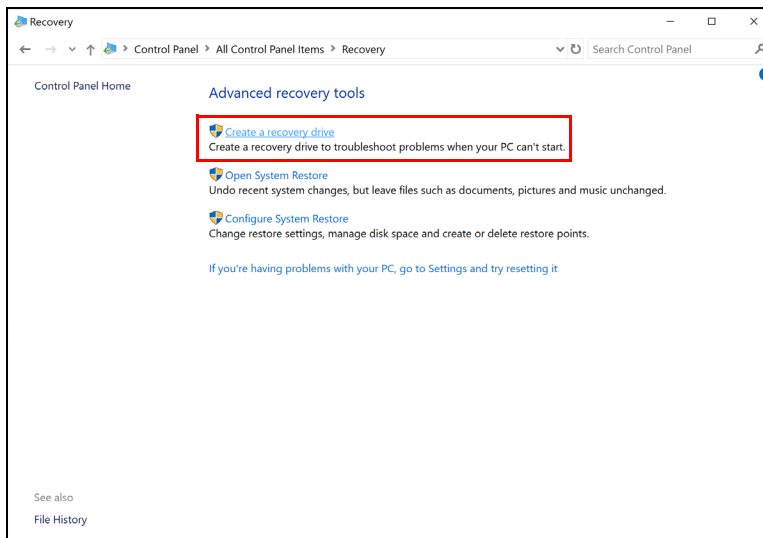 Recovery
Control Panel > All Control Panel Items > Recovery
Search Control Panel
Control Panel Home
Advanced recovery tools
Create a recovery drive
Create a recovery drive to troubleshoot problems when your PC can't start.
Open System Restore
Undo recent system changes, but leave files such as documents, pictures and music unchanged.
Configure System Restore
Change restore settings, manage disk space and create or delete restore points.
If you're having problems with your PC, go to Settings and try resetting it
See also
File History